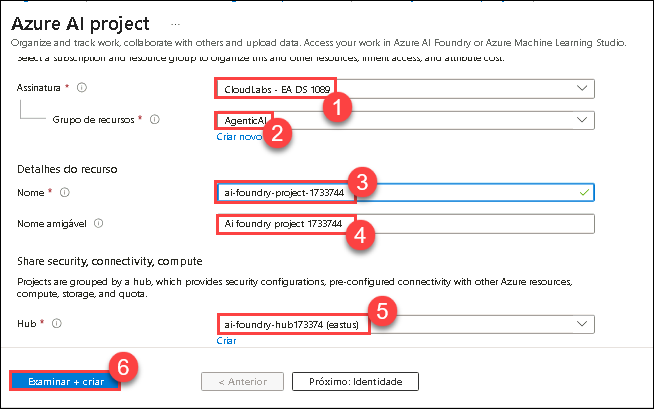 Azure AI project ...
Organize and track work, collaborate with others and upload data. Access your work in Azure AI Foundry or Azure Machine Learning Studio.
Select a subscription and resource group to organize this and other resources, inherit access, and attribute cost.
Assinatura * CloudLabs - EA DS 1089
1
Grupo de recursos * AgenticAI
2
Criar novo
Detalhes do recurso
3
Nome * ai-foundry-project-1733744
Nome amigável Ai foundry project 1733744
4
Share security, connectivity, compute
Projects are grouped by a hub, which provides security configurations, pre-configured connectivity with other Azure resources,
compute, storage, and quota.
5
Hub * ai-foundry-hub173374 (eastus)
Criar
6
Examinar + criar < Anterior Próximo: Identidade